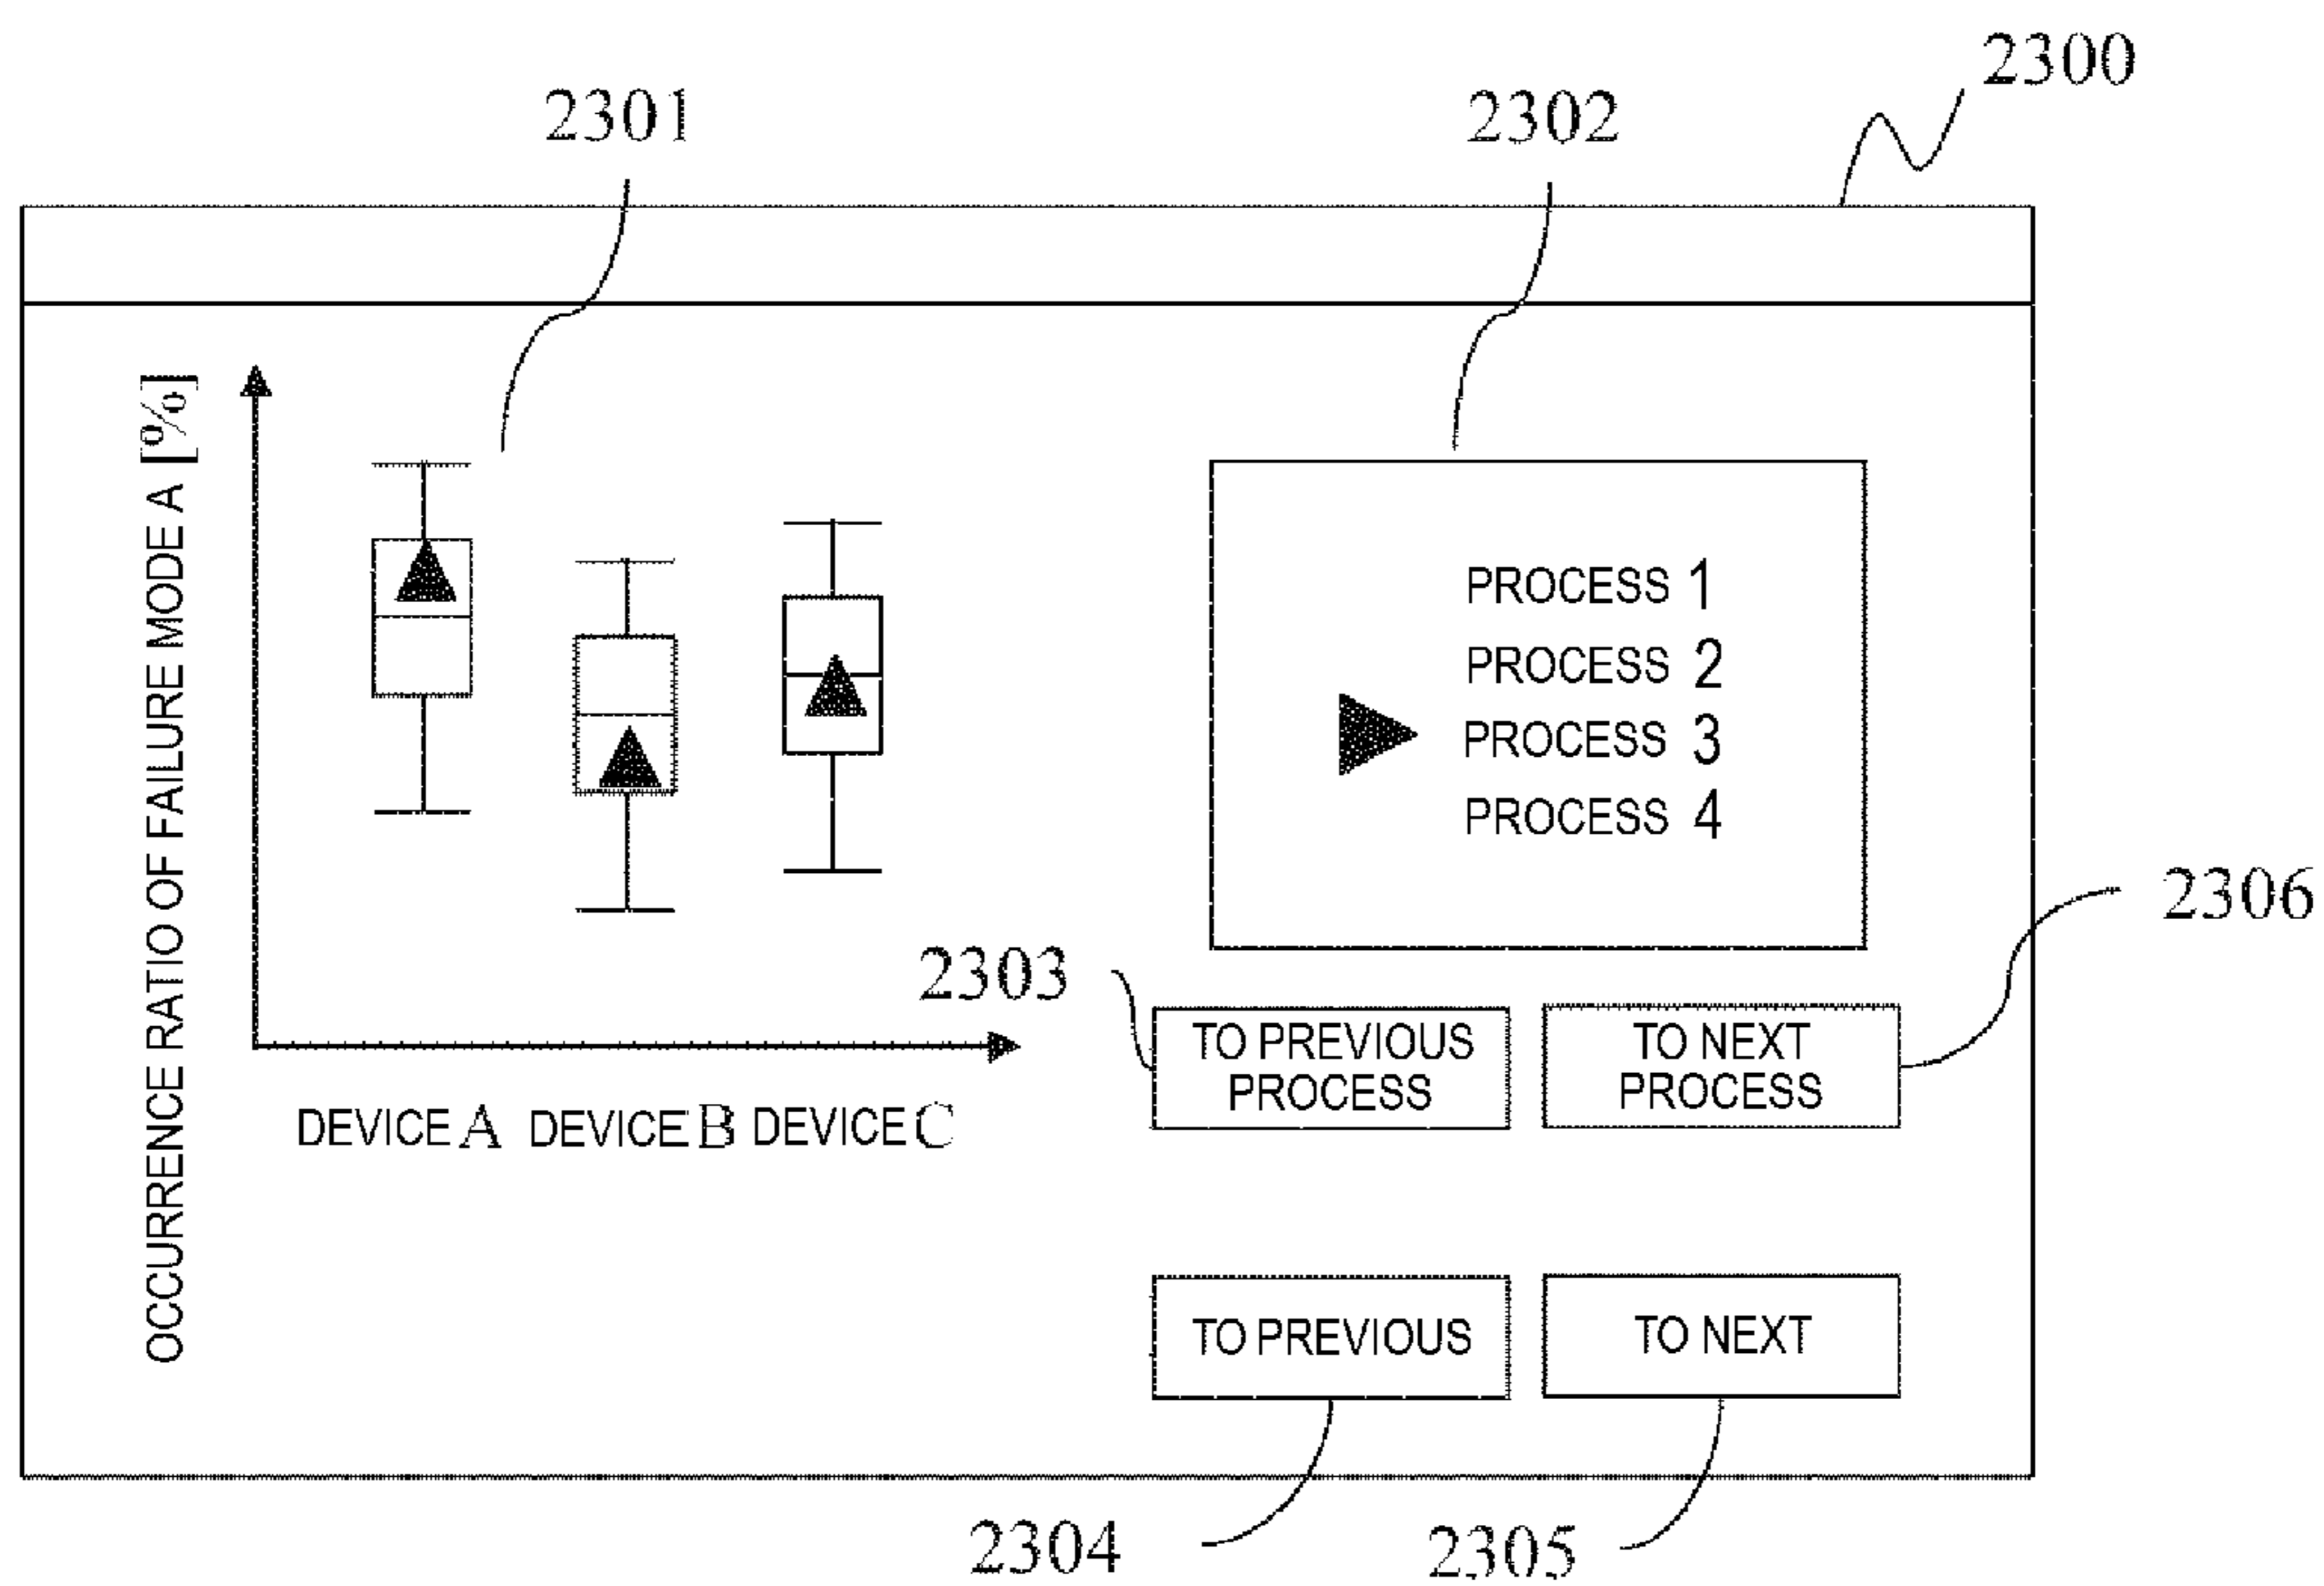 2300
2301
2302
OCCURRENCE RATIO OF FAILURE MODE A [%]
PROCESS 1
PROCESS 2
PROCESS 3
PROCESS 4
2306
2303
TO PREVIOUS
PROCESS
TO NEXT
PROCESS
DEVICE A DEVICE B DEVICE C
TO PREVIOUS
TO NEXT
2304
2305